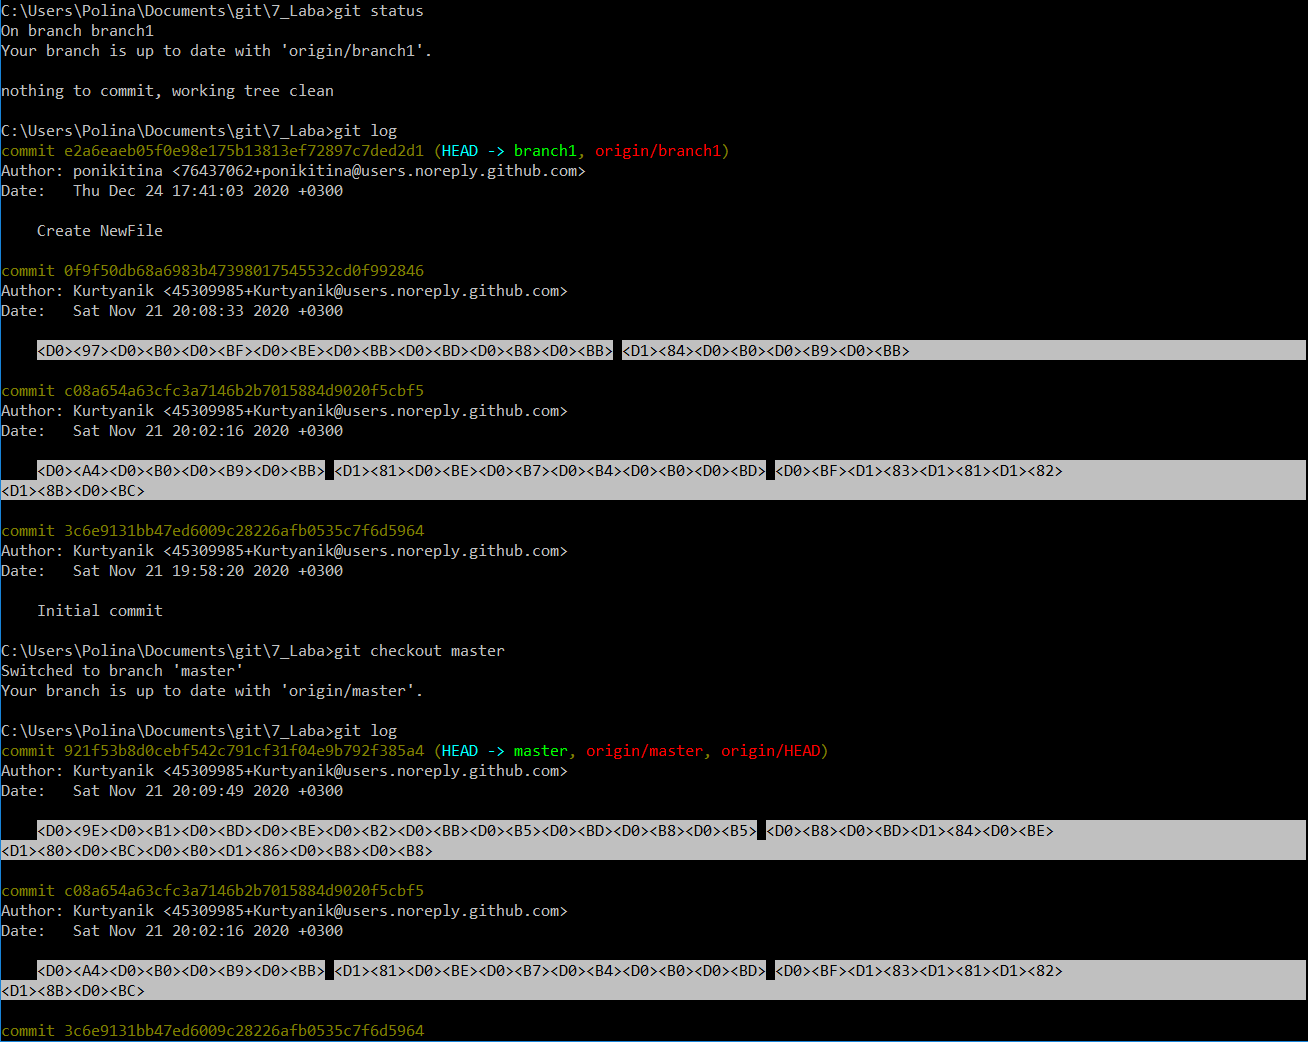 C:\Users\Polina\Documents\git\7_Laba>git status
On branch branch1
Your branch is up to date with 'origin/branch1'.
nothing to commit, working tree clean
C:\Users\Polina\Documents\git\7_Laba>git log
commit e2a6eaeb05f0e98e175b13813ef72897c7ded2d1 (HEAD -> branch1, origin/branch1)
Author: ponikitina <76437062+ponikitina@users.noreply.github.com>
Date:   Thu Dec 24 17:41:03 2020 +0300
    Create NewFile
commit 0f9f50db68a6983b47398017545532cd0f992846
Author: Kurtyanik <45309985+Kurtyanik@users.noreply.github.com>
Date:   Sat Nov 21 20:08:33 2020 +0300
    <D0><97><D0><B0><D0><BF><D0><BE><D0><BB><D0><BD><D0><B8><D0><BB> <D1><84><D0><B0><D0><B9><D0><BB>
commit c08a654a63cfc3a7146b2b7015884d9020f5cbf5
Author: Kurtyanik <45309985+Kurtyanik@users.noreply.github.com>
Date:   Sat Nov 21 20:02:16 2020 +0300
    <D0><A4><D0><B0><D0><B9><D0><BB> <D1><81><D0><BE><D0><B7><D0><B4><D0><B0><D0><BD> <D0><BF><D1><83><D1><81><D1><82>
<D1><8B><D0><BC>
commit 3c6e9131bb47ed6009c28226afb0535c7f6d5964
Author: Kurtyanik <45309985+Kurtyanik@users.noreply.github.com>
Date:   Sat Nov 21 19:58:20 2020 +0300
    Initial commit
C:\Users\Polina\Documents\git\7_Laba>git checkout master
Switched to branch 'master'
Your branch is up to date with 'origin/master'.
C:\Users\Polina\Documents\git\7_Laba>git log
commit 921f53b8d0cebf542c791cf31f04e9b792f385a4 (HEAD -> master, origin/master, origin/HEAD)
Author: Kurtyanik <45309985+Kurtyanik@users.noreply.github.com>
Date:   Sat Nov 21 20:09:49 2020 +0300
    <D0><9E><D0><B1><D0><BD><D0><BE><D0><B2><D0><BB><D0><B5><D0><BD><D0><B8><D0><B5> <D0><B8><D0><BD><D1><84><D0><BE>
<D1><80><D0><BC><D0><B0><D1><86><D0><B8><D0><B8>
commit c08a654a63cfc3a7146b2b7015884d9020f5cbf5
Author: Kurtyanik <45309985+Kurtyanik@users.noreply.github.com>
Date:   Sat Nov 21 20:02:16 2020 +0300
    <D0><A4><D0><B0><D0><B9><D0><BB> <D1><81><D0><BE><D0><B7><D0><B4><D0><B0><D0><BD> <D0><BF><D1><83><D1><81><D1><82>
<D1><8B><D0><BC>
commit 3c6e9131bb47ed6009c28226afb0535c7f6d5964